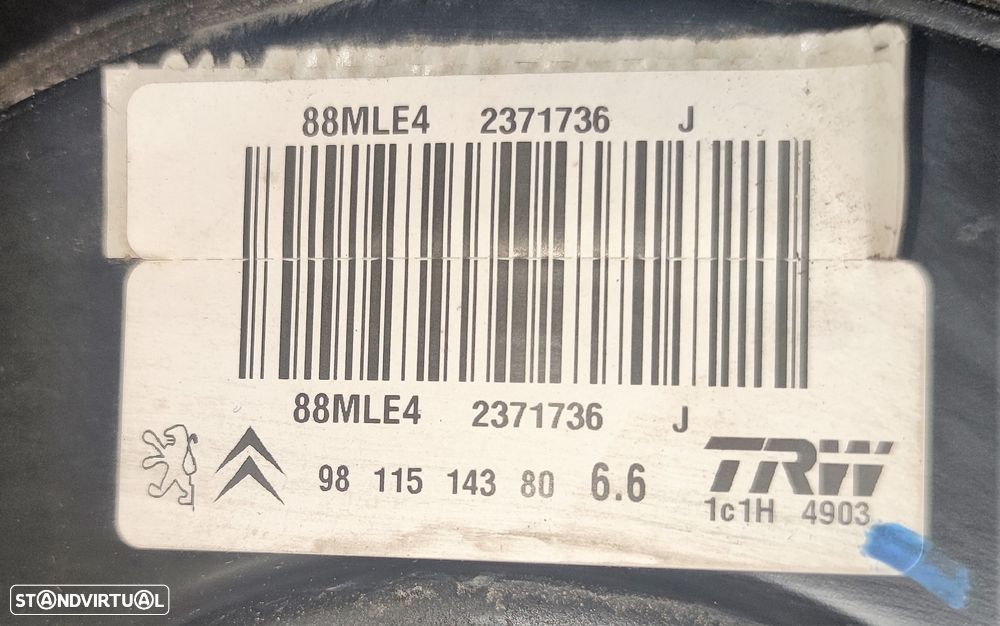 88MLE4 2371736 J
88MLE4 2371736 J
98 115 143 80 6.6
TRW
1c1H 4903
STANDVIRTUAL